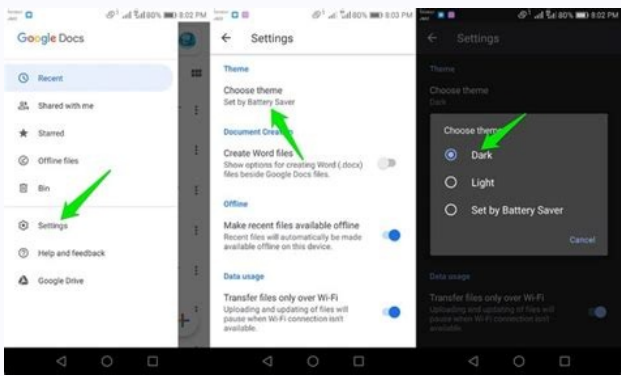 80% 8:02 PM
Google Docs
Recent
Shared with me
Starred
Offline files
Bin
Settings
Help and feedback
Google Drive
80% 8:03 PM
Settings
Theme
Choose theme
Set by Battery Saver
Document
Create Word files
Show options for creating Word (.docx)
files beside Google Docs files.
Offline
Make recent files available offline
Recent files will automatically be made
available offline on this device.
Data usage
Transfer files only over Wi-Fi
Uploading and updating of files will
pause when Wi-Fi connection isn't
available.
80% 8:02 PM
Settings
Theme
Choose theme
Dark
Choose theme
Dark
Light
Set by Battery Saver
Cancel
Data usage
Transfer files only over Wi-Fi
Uploading and updating of files will
pause when Wi-Fi connection isn't
available.